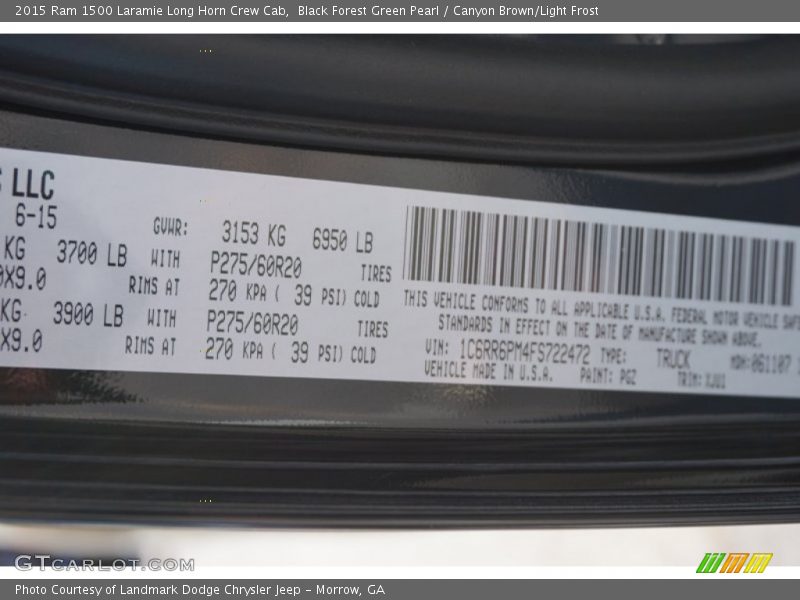 2015 Ram 1500 Laramie Long Horn Crew Cab, Black Forest Green Pearl / Canyon Brown/Light Frost
LLC
6-15
GVWR: 3153 KG 6950 LB
KG 3700 LB WITH P275/60R20 TIRES
X9.0 RIMS AT 270 KPA ( 39 PSI) COLD
KG 3900 LB WITH P275/60R20 TIRES
X9.0 RIMS AT 270 KPA ( 39 PSI) COLD
THIS VEHICLE CONFORMS TO ALL APPLICABLE U.S.A. FEDERAL MOTOR VEHICLE SAFE
STANDARDS IN EFFECT ON THE DATE OF MANUFACTURE SHOWN ABOVE.
VIN: 1C6RR6PM4FS722472 TYPE: TRUCK MDH:061107
VEHICLE MADE IN U.S.A. PAINT: PGZ TRIM:XJU1
GTCARLOT.COM
Photo Courtesy of Landmark Dodge Chrysler Jeep – Morrow, GA